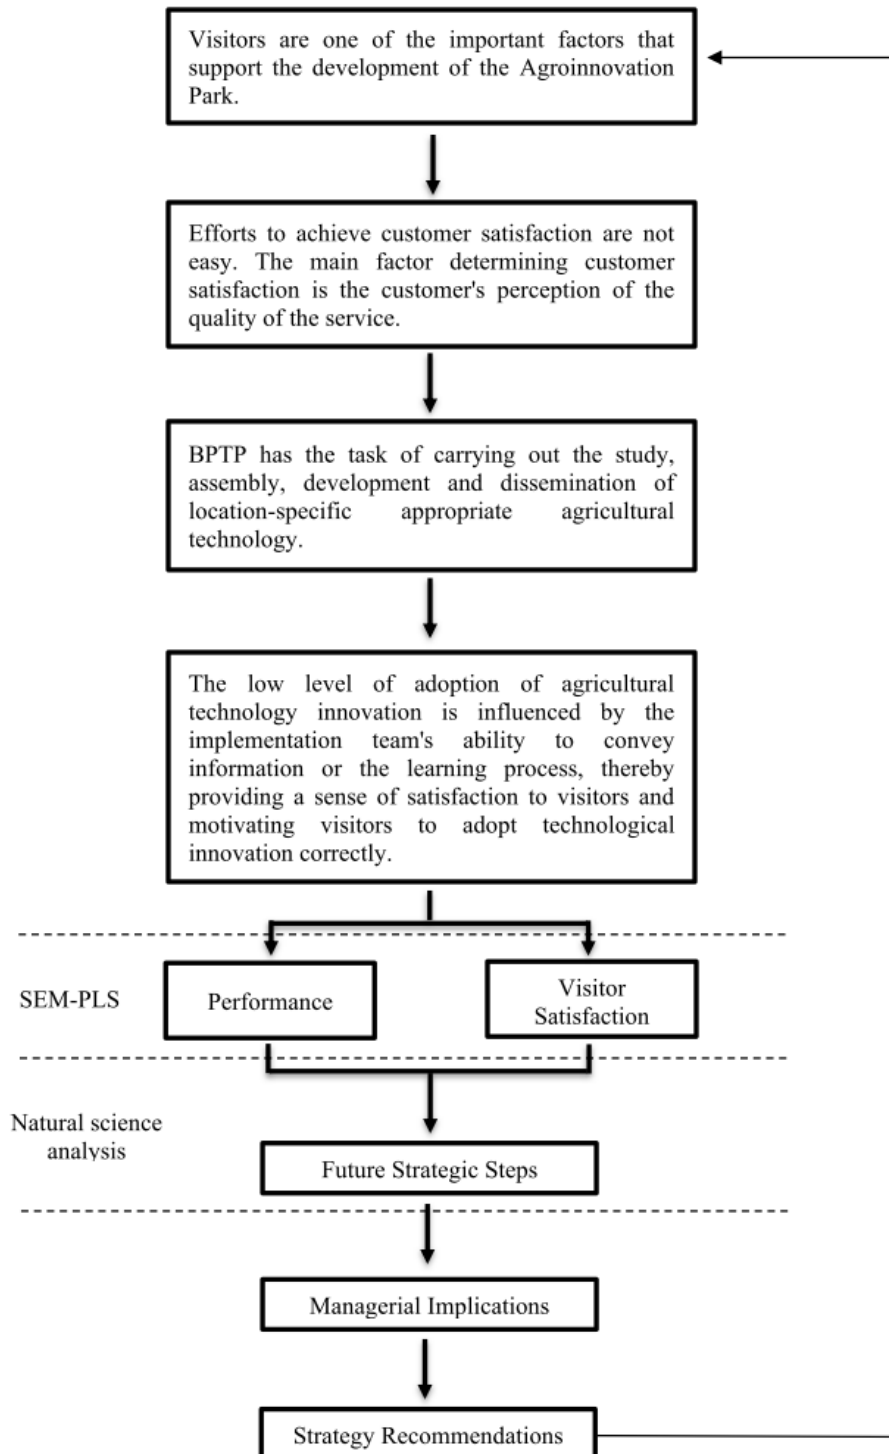 Visitors are one of the important factors that
support the development of the Agroinnovation
Park.
Efforts to achieve customer satisfaction are not
easy. The main factor determining customer
satisfaction is the customer's perception of the
quality of the service.
BPTP has the task of carrying out the study,
assembly, development and dissemination of
location-specific appropriate agricultural
technology.
The low level of adoption of agricultural
technology innovation is influenced by the
implementation team's ability to convey
information or the learning process, thereby
providing a sense of satisfaction to visitors and
motivating visitors to adopt technological
innovation correctly.
SEM-PLS
Performance
Visitor
Satisfaction
Natural science
analysis
Future Strategic Steps
Managerial Implications
Strategy Recommendations